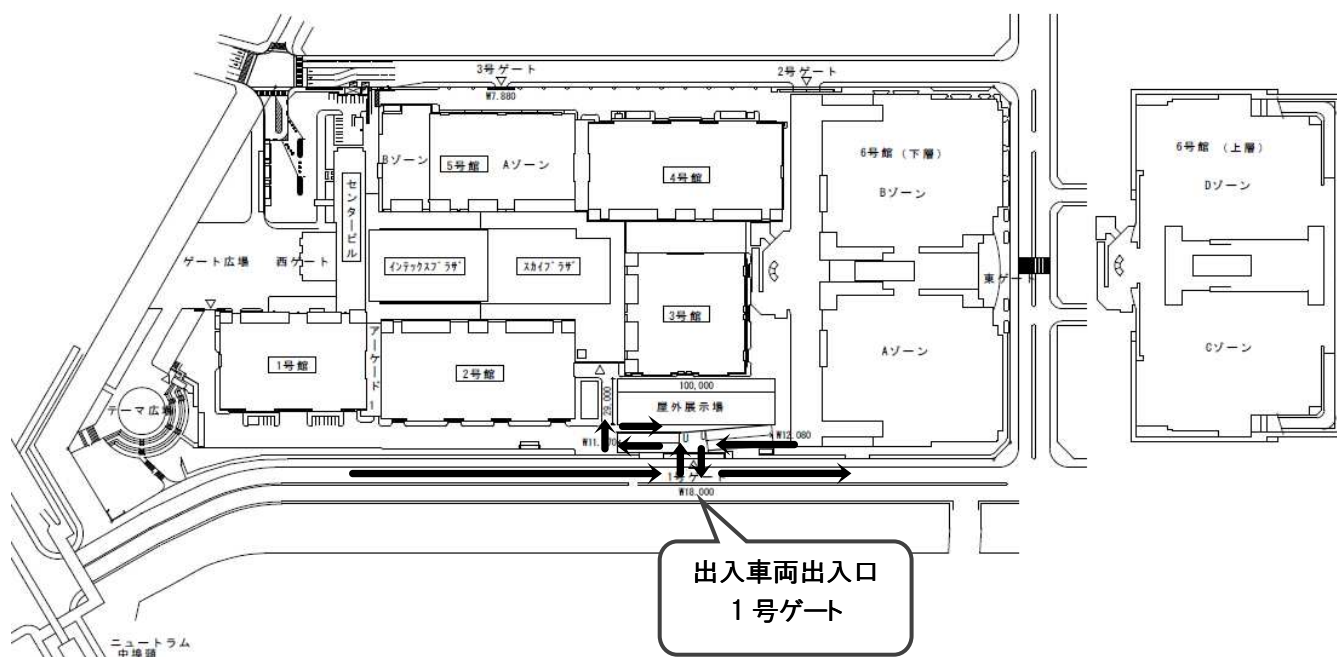 3号ゲート
W7.880
2号ゲート
Bゾーン
5号館
Aゾーン
4号館
6号館（下層）
Bゾーン
6号館（上層）
Dゾーン
センタービル
ゲート広場
西ゲート
インテックスプラザ
スカイプラザ
東ゲート
3号館
1号館
アーケード1
2号館
Aゾーン
Cゾーン
テーマ広場
100,000
29,000
屋外展示場
W12.080
1号ゲート
W18.000
出入車両出入口
1号ゲート
ニュートラム
中埠頭